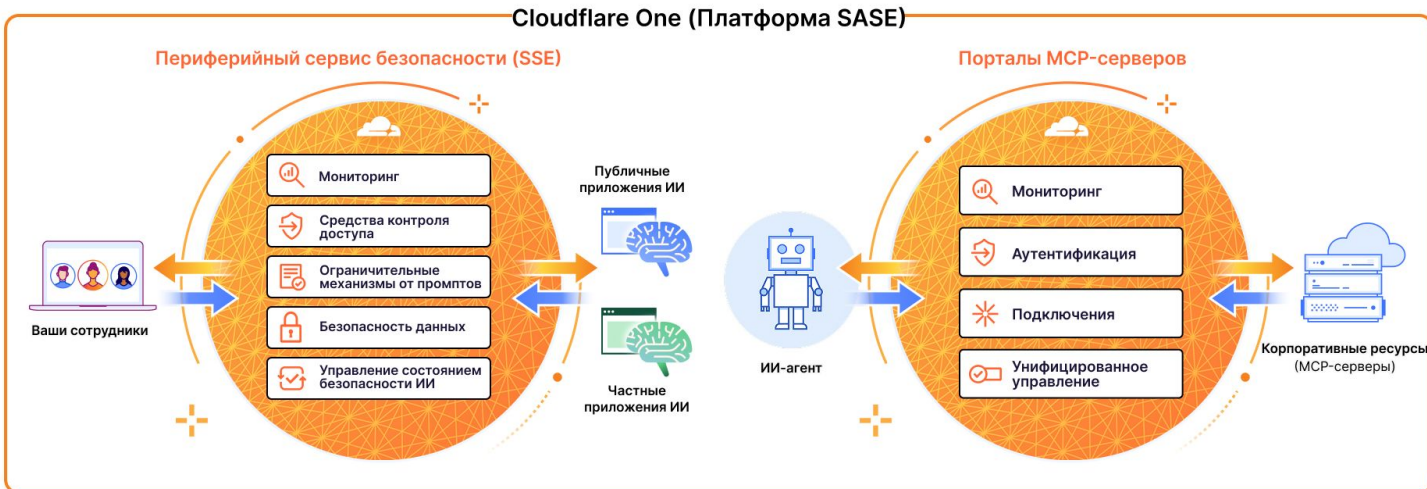 Cloudflare One (Платформа SASE)
Периферийный сервис безопасности (SSE)
Мониторинг
Средства контроля
доступа
Ограничительные
механизмы от промптов
Безопасность данных
Управление состоянием
безопасности ИИ
Ваши сотрудники
Публичные
приложения ИИ
Частные
приложения ИИ
Порталы MCP-серверов
Мониторинг
Аутентификация
Подключения
Унифицированное
управление
ИИ-агент
Корпоративные ресурсы
(MCP-серверы)